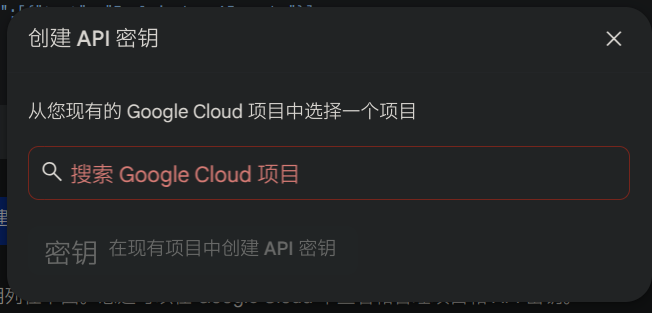 创建 API 密钥
从您现有的 Google Cloud 项目中选择一个项目
搜索 Google Cloud 项目
密钥 在现有项目中创建 API 密钥